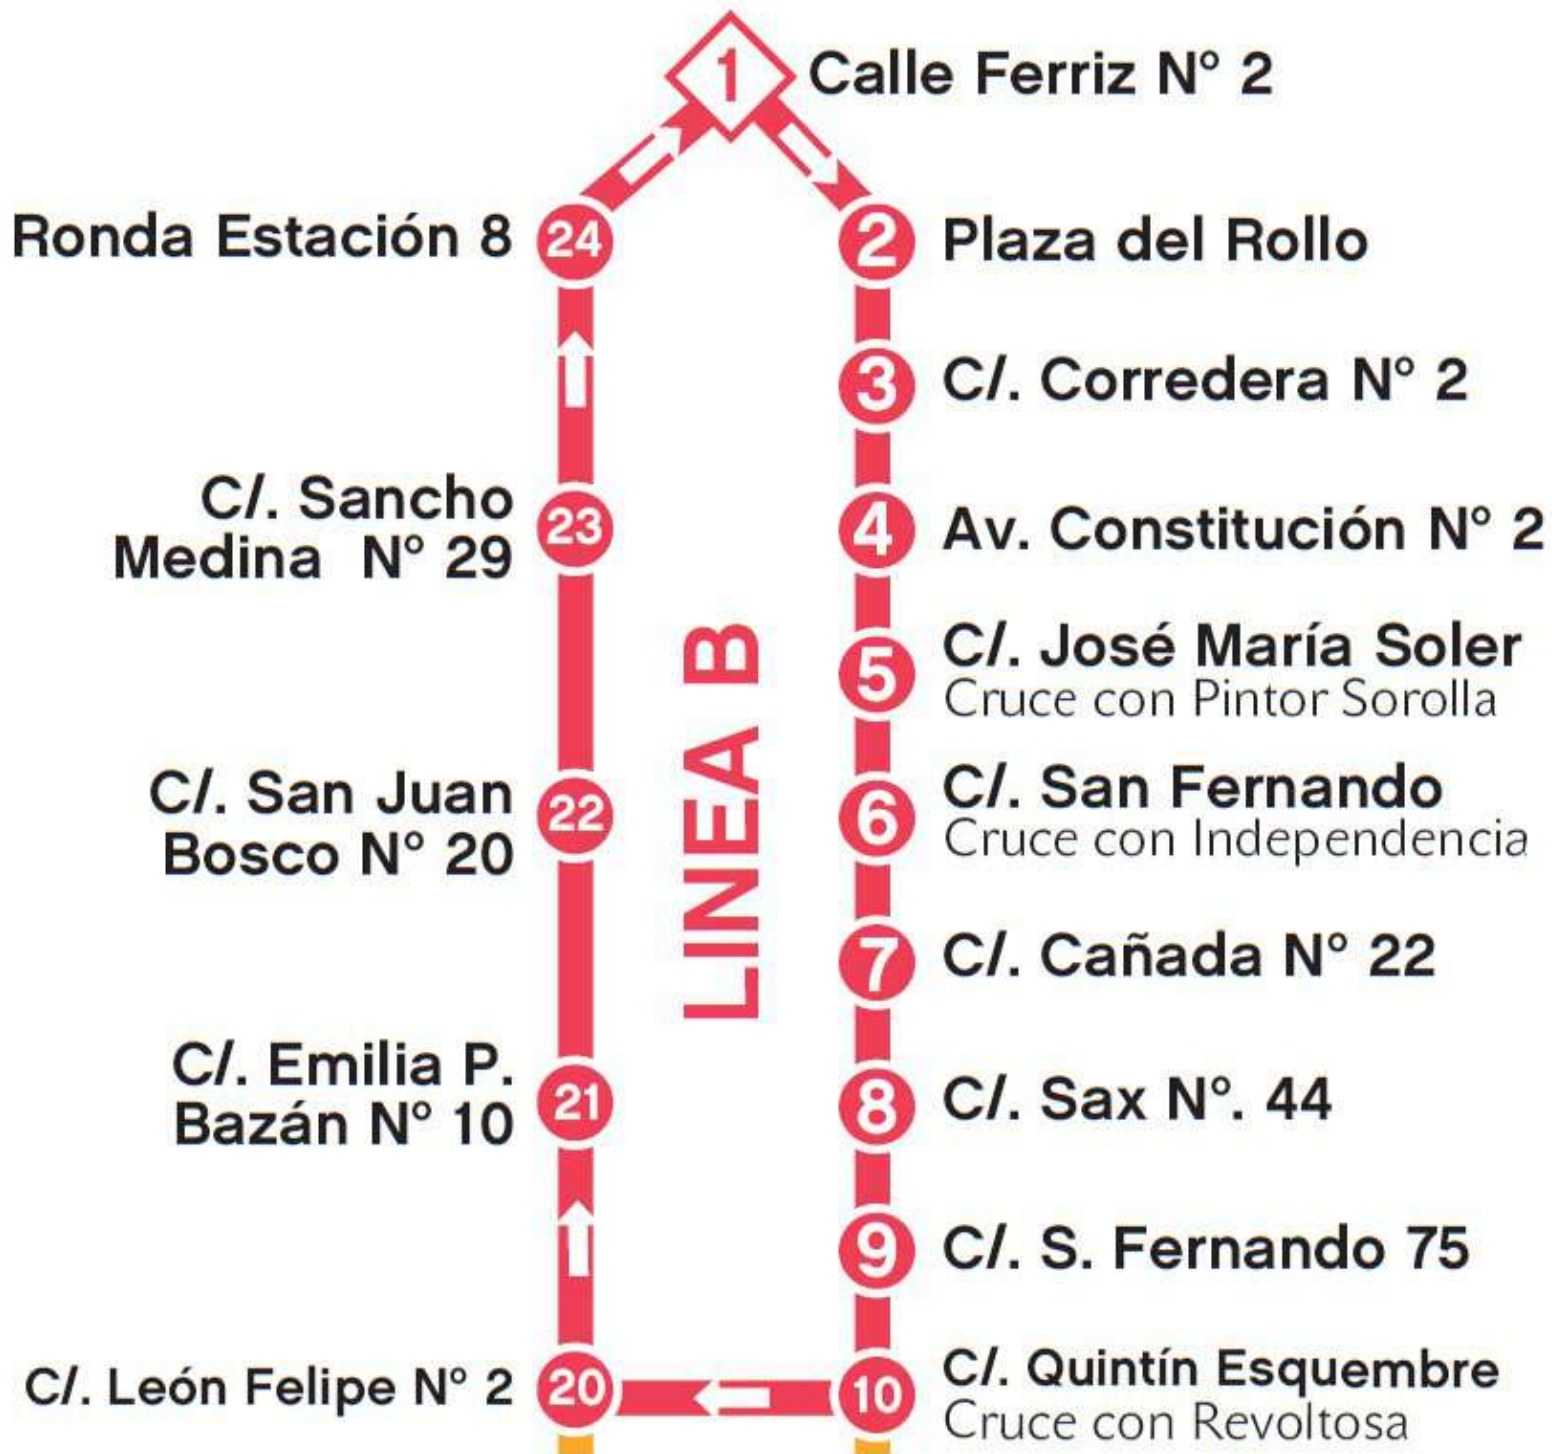 1
Calle Ferriz Nº 2
Ronda Estación 8
24
2
Plaza del Rollo
3
C/. Corredera Nº 2
C/. Sancho
Medina Nº 29
23
4
Av. Constitución Nº 2
5
C/. José María Soler
Cruce con Pintor Sorolla
LINEA B
C/. San Juan
Bosco Nº 20
22
6
C/. San Fernando
Cruce con Independencia
7
C/. Cañada Nº 22
C/. Emilia P.
Bazán Nº 10
21
8
C/. Sax Nº. 44
9
C/. S. Fernando 75
C/. León Felipe Nº 2
20
10
C/. Quintín Esquembre
Cruce con Revoltosa